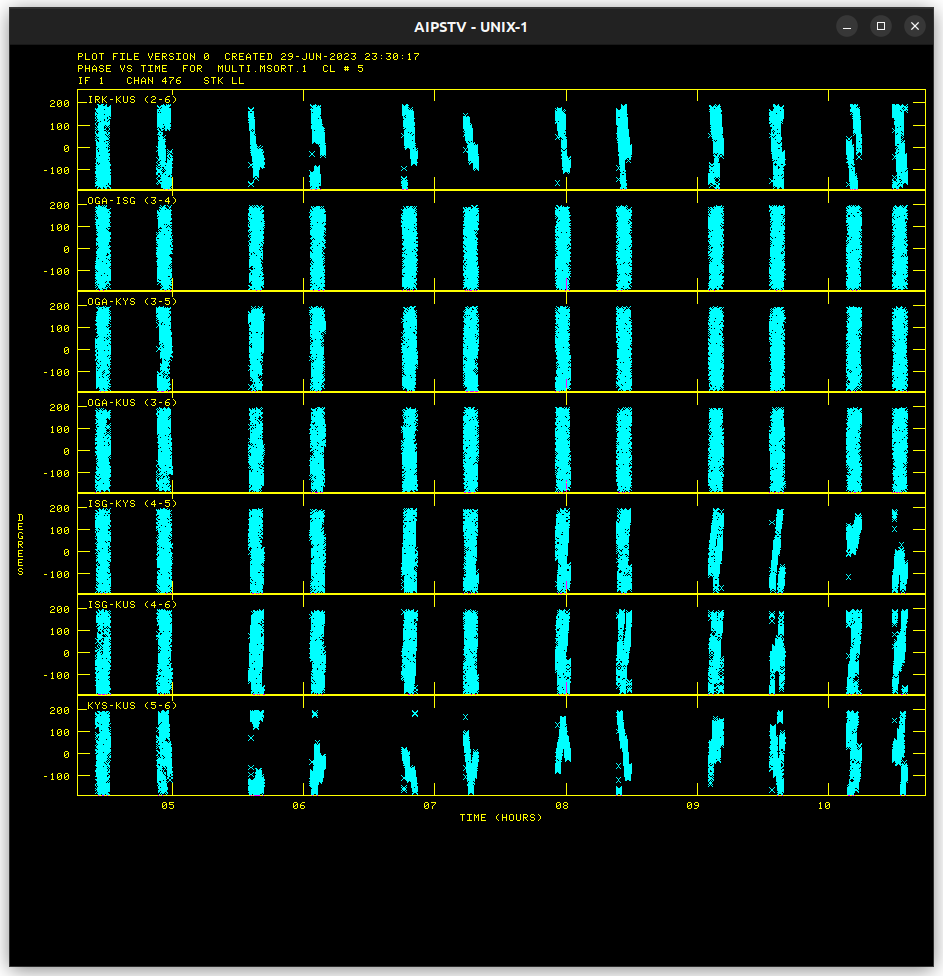 AIPSTV - UNIX-1
PLOT FILE VERSION 0  CREATED 29-JUN-2023 23:30:17
PHASE VS TIME  FOR  MULTI.MSORT.1  CL # 5
IF 1   CHAN 476   STK LL
IRK-KUS (2-6)
200
100
0
-100
OGA-ISG (3-4)
200
100
0
-100
OGA-KYS (3-5)
200
100
0
-100
OGA-KUS (3-6)
200
100
0
-100
ISG-KYS (4-5)
200
100
0
-100
ISG-KUS (4-6)
200
100
0
-100
KYS-KUS (5-6)
200
100
0
-100
DEGREES
05 06 07 08 09 10
TIME (HOURS)